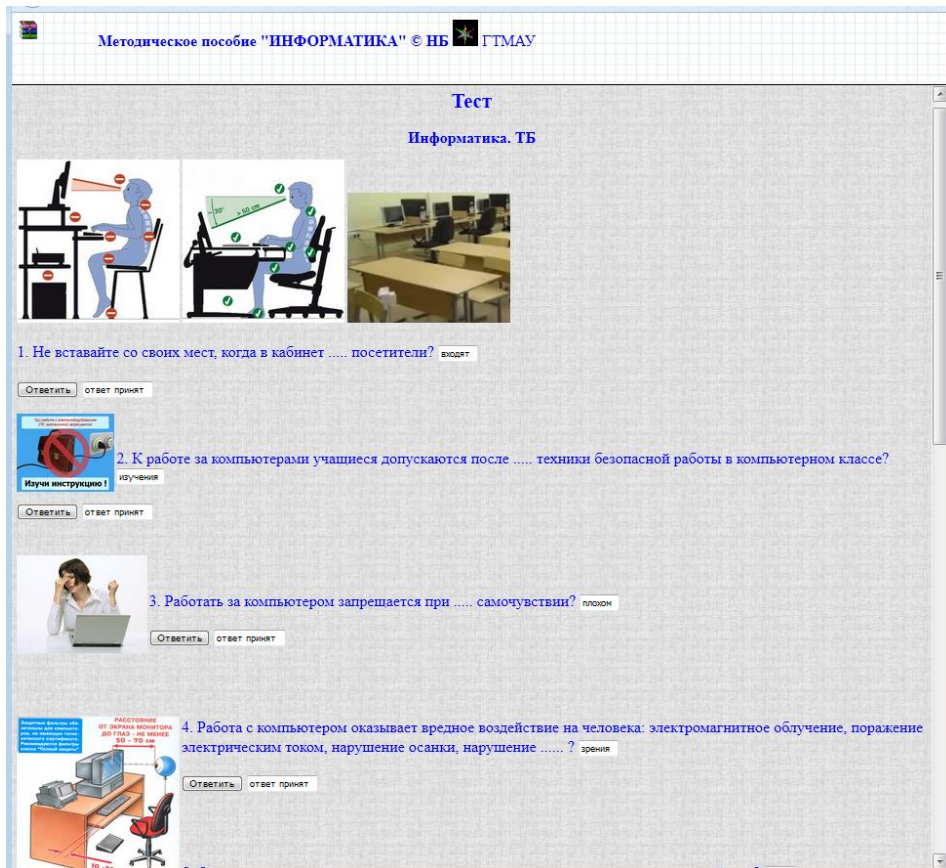 Методическое пособие "ИНФОРМАТИКА" © НБ ГТМАУ
Тест
Информатика. ТБ
30°
> 50 cm
1. Не вставайте со своих мест, когда в кабинет ..... посетители? входят
Ответить ответ принят
Изучи инструкцию !
2. К работе за компьютерами учащиеся допускаются после ..... техники безопасной работы в компьютерном классе?
изучения
Ответить ответ принят
3. Работать за компьютером запрещается при ..... самочувствии? плохом
Ответить ответ принят
РАССТОЯНИЕ
ОТ ЭКРАНА МОНИТОРА
ДО ГЛАЗ - НЕ МЕНЕЕ
50 - 70 см
4. Работа с компьютером оказывает вредное воздействие на человека: электромагнитное облучение, поражение
электрическим током, нарушение осанки, нарушение ...... ? зрения
Ответить ответ принят